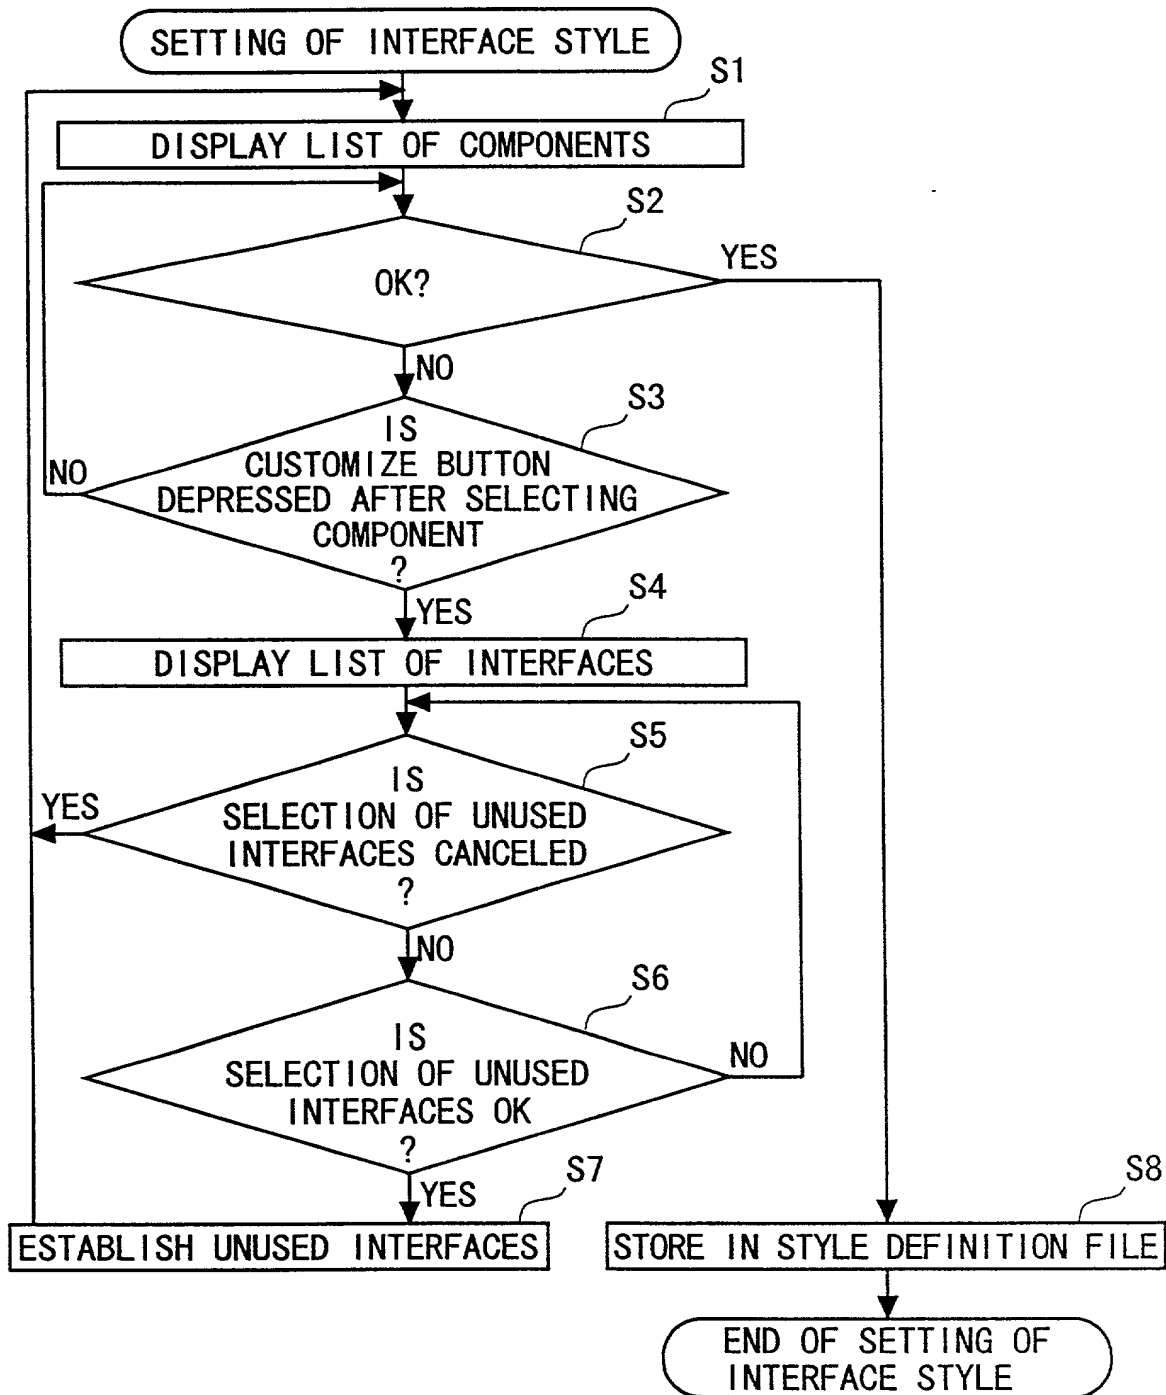 SETTING OF INTERFACE STYLE
S1
DISPLAY LIST OF COMPONENTS
S2
OK?
YES
NO
S3
IS
CUSTOMIZE BUTTON
DEPRESSED AFTER SELECTING
COMPONENT
?
NO
YES
S4
DISPLAY LIST OF INTERFACES
S5
IS
SELECTION OF UNUSED
INTERFACES CANCELED
?
YES
NO
S6
IS
SELECTION OF UNUSED
INTERFACES OK
?
NO
YES
S7
ESTABLISH UNUSED INTERFACES
S8
STORE IN STYLE DEFINITION FILE
END OF SETTING OF
INTERFACE STYLE